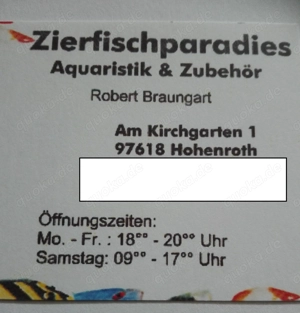 Zierfischparadies
Aquaristik & Zubehör
Robert Braungart
Am Kirchgarten 1
97618 Hohenroth
Öffnungszeiten:
Mo. - Fr. : 18°° - 20°° Uhr
Samstag: 09°° - 17°° Uhr